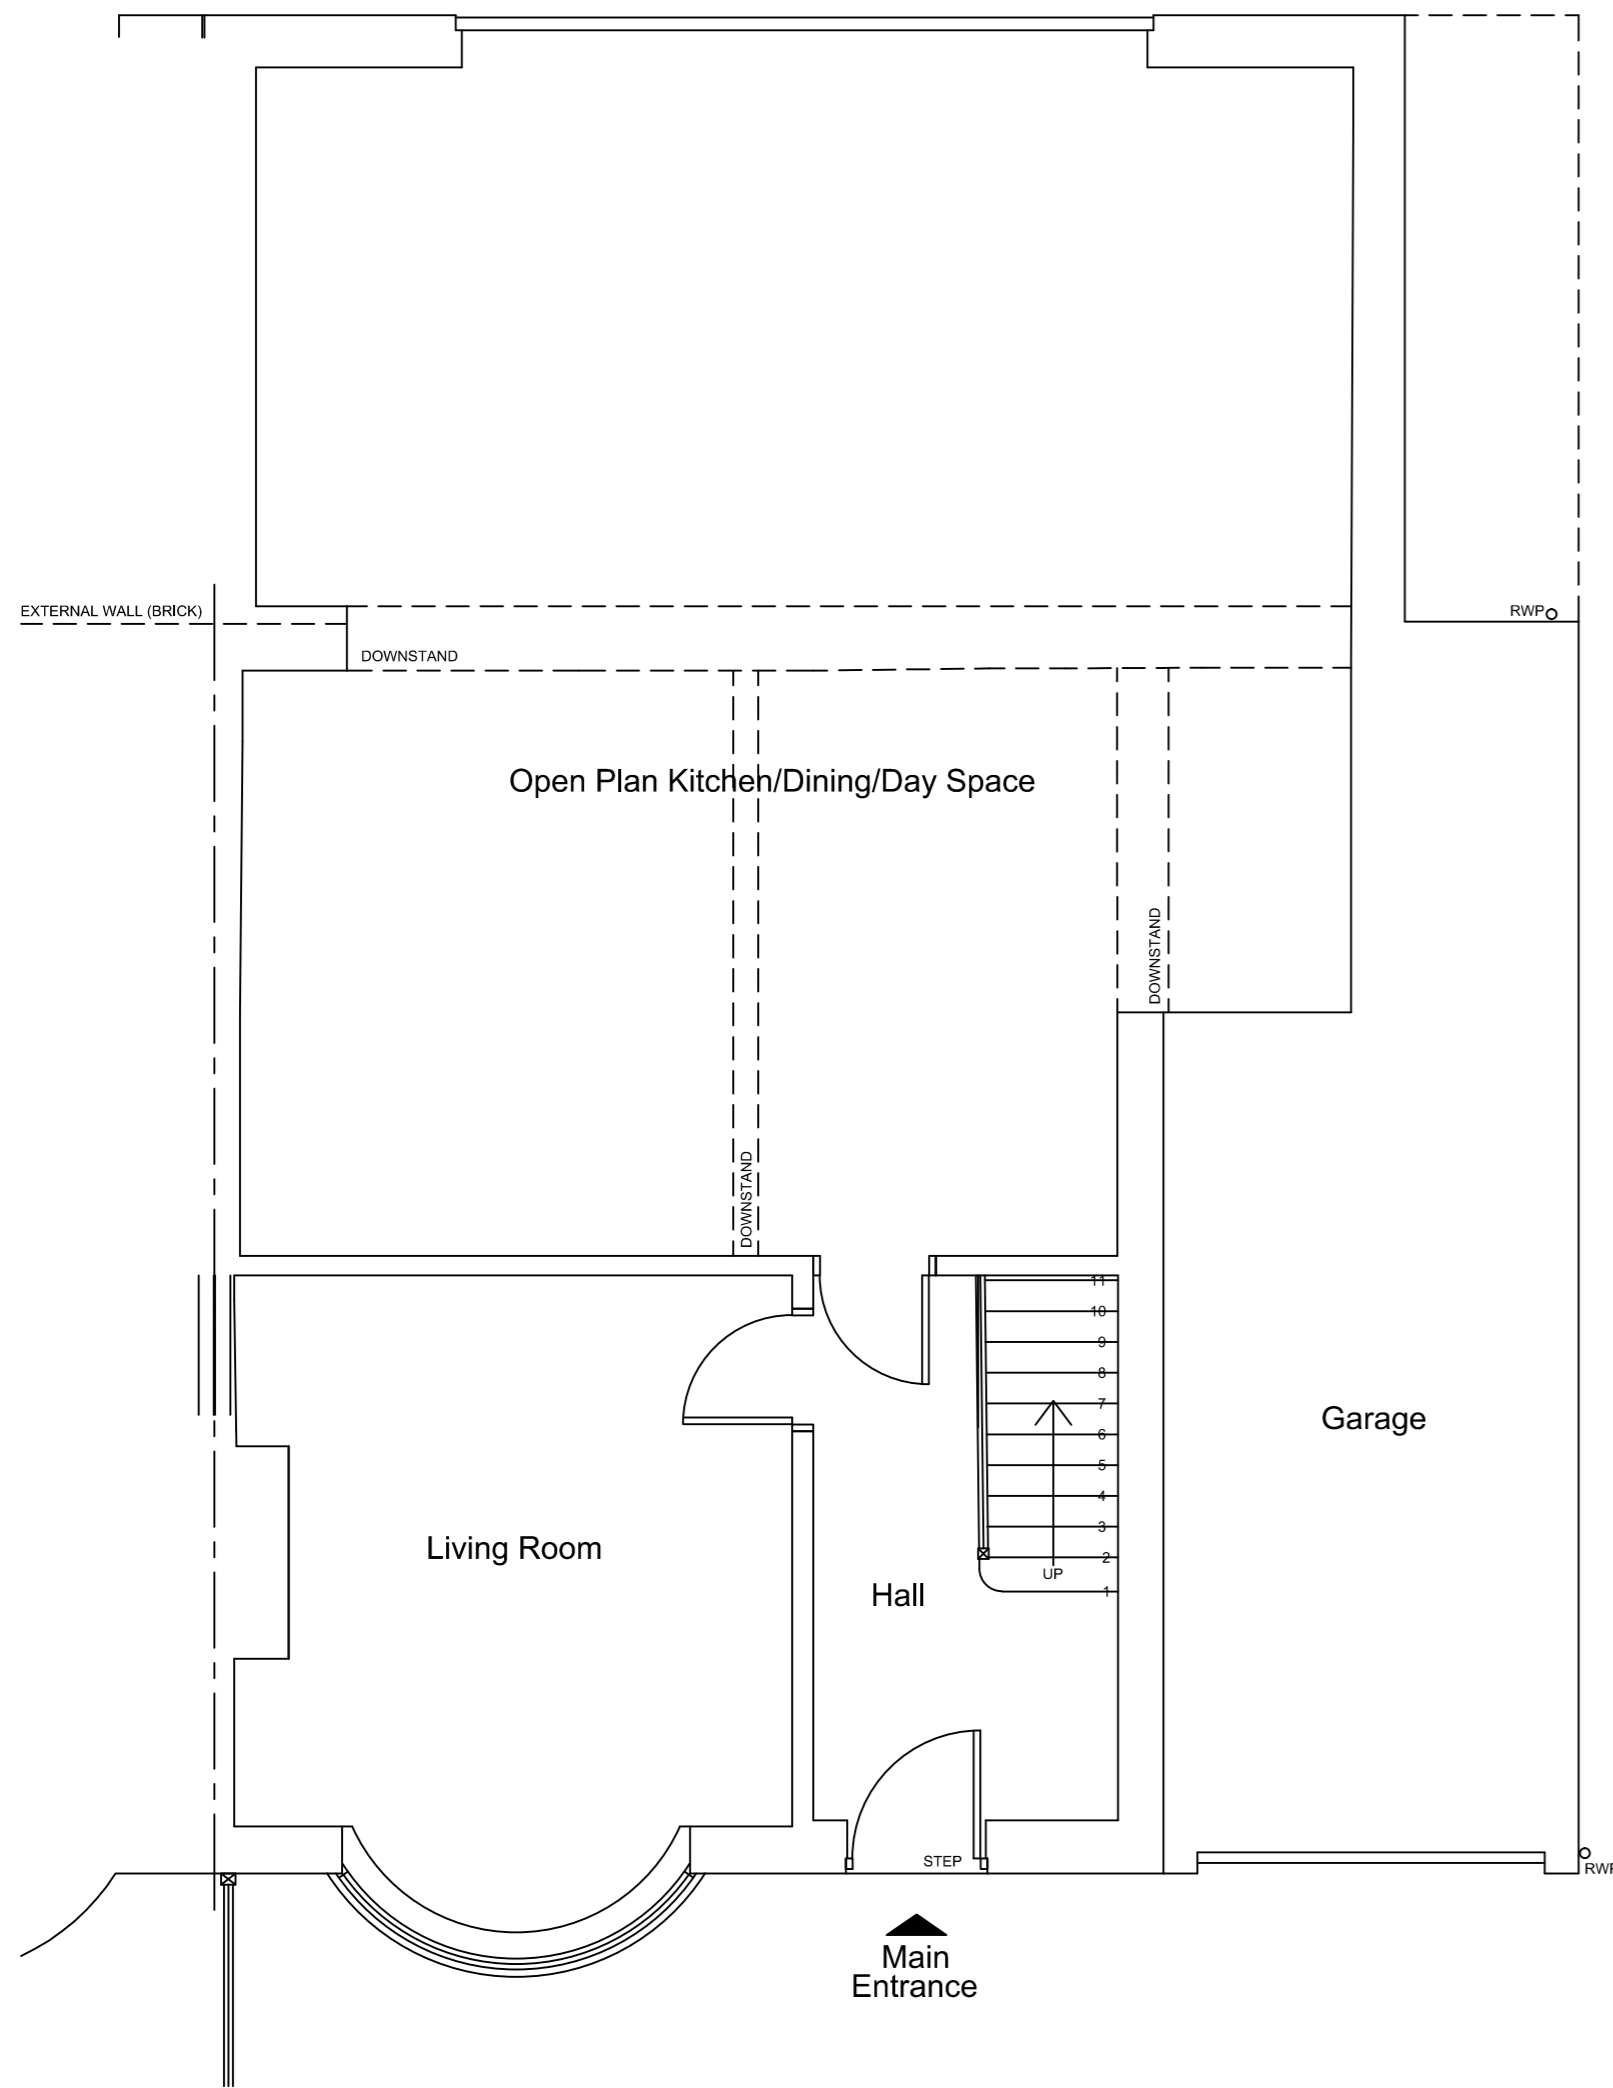 EXTERNAL WALL (BRICK)
RWP
DOWNSTAND
Open Plan Kitchen/Dining/Day Space
DOWNSTAND
DOWNSTAND
11
10
9
8
7
6
5
4
3
2
UP
1
Garage
Living Room
Hall
STEP
RWP
Main
Entrance